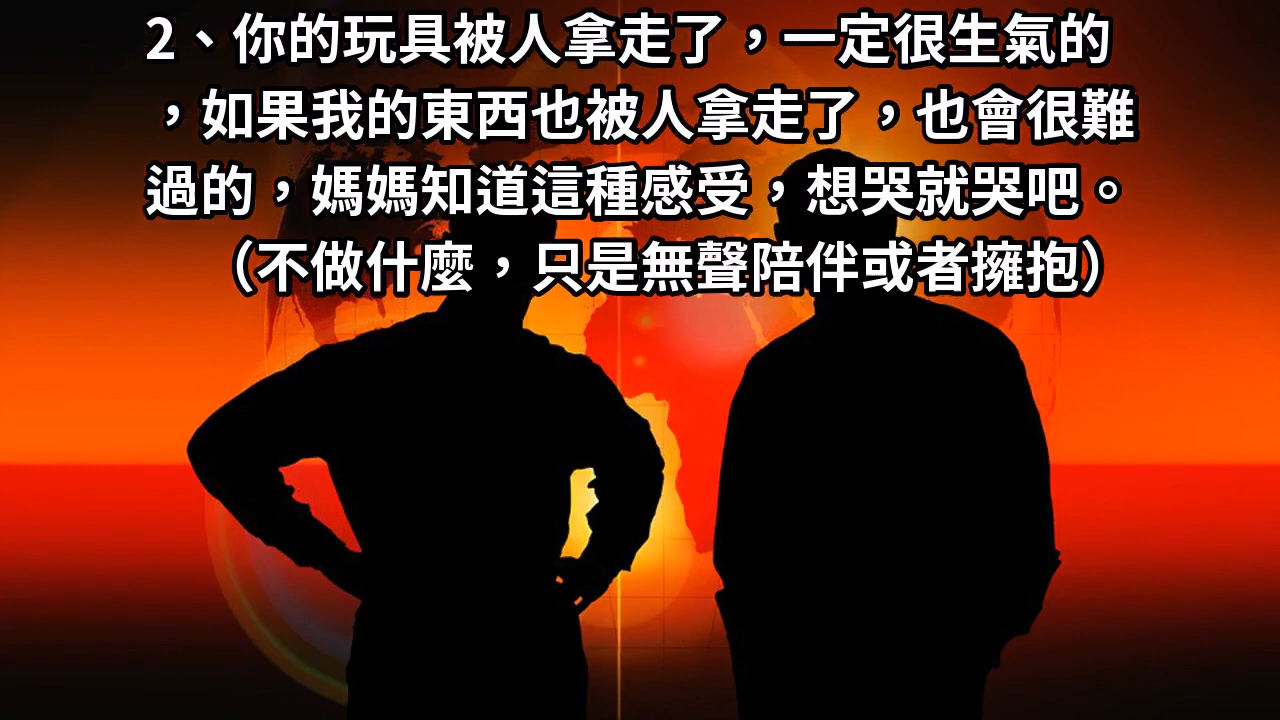 2、你的玩具被人拿走了，一定很生氣的
，如果我的東西也被人拿走了，也會很難
過的，媽媽知道這種感受，想哭就哭吧。
（不做什麼，只是無聲陪伴或者擁抱）